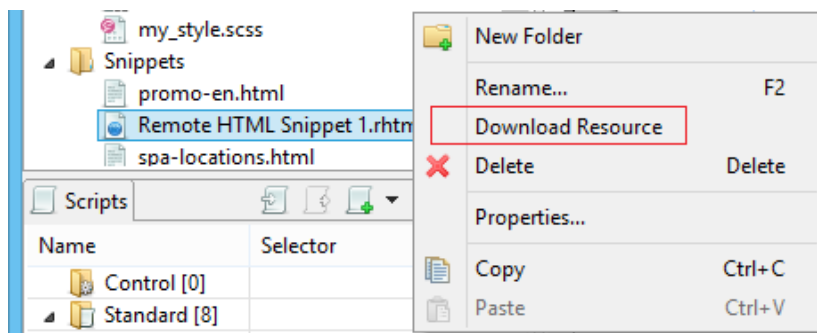 my_style.scss
Snippets
promo-en.html
Remote HTML Snippet 1.rhtm
spa-locations.html
New Folder
Rename... F2
Download Resource
Delete Delete
Properties...
Copy Ctrl+C
Paste Ctrl+V
Scripts
Name Selector
Control [0]
Standard [8]